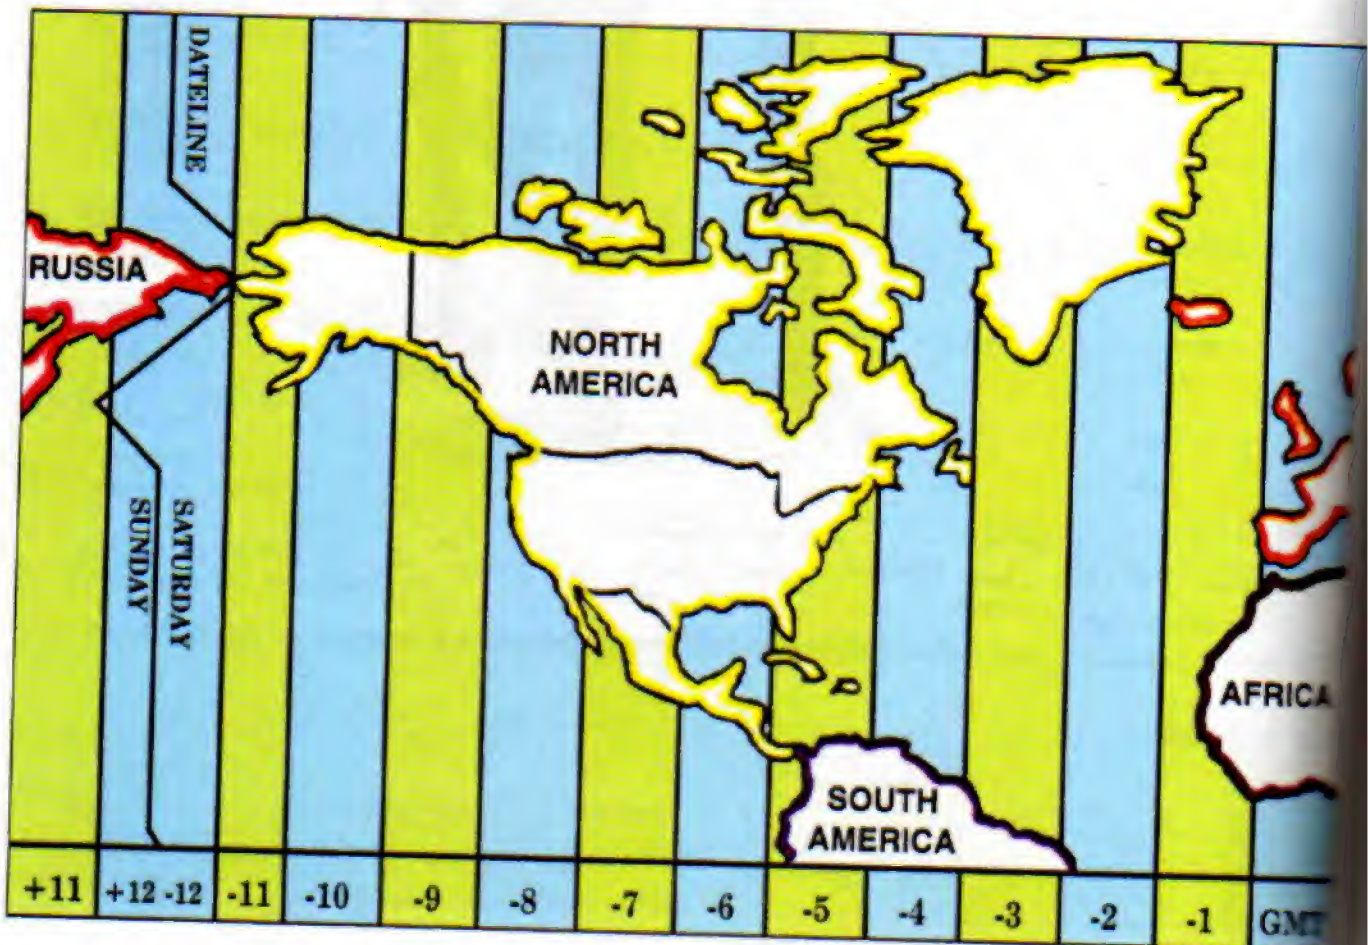 DATELINE
RUSSIA
NORTH
AMERICA
SATURDAY
SUNDAY
AFRICA
SOUTH
AMERICA
+11 +12 -12 -11 -10 -9 -8 -7 -6 -5 -4 -3 -2 -1 GMT